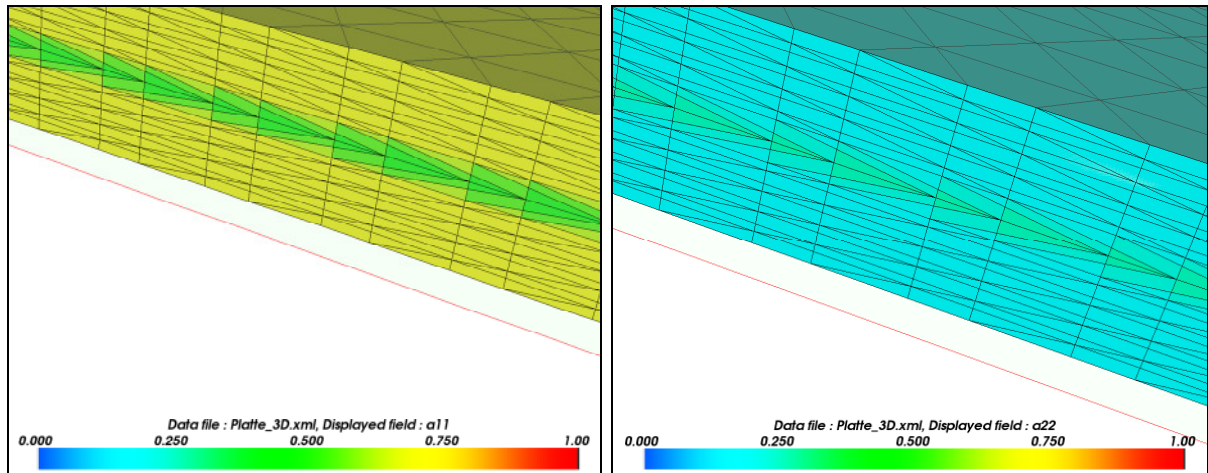 Data file : Platte_3D.xml, Displayed field : a11
0.000 0.250 0.500 0.750 1.00
Data file : Platte_3D.xml, Displayed field : a22
0.000 0.250 0.500 0.750 1.00